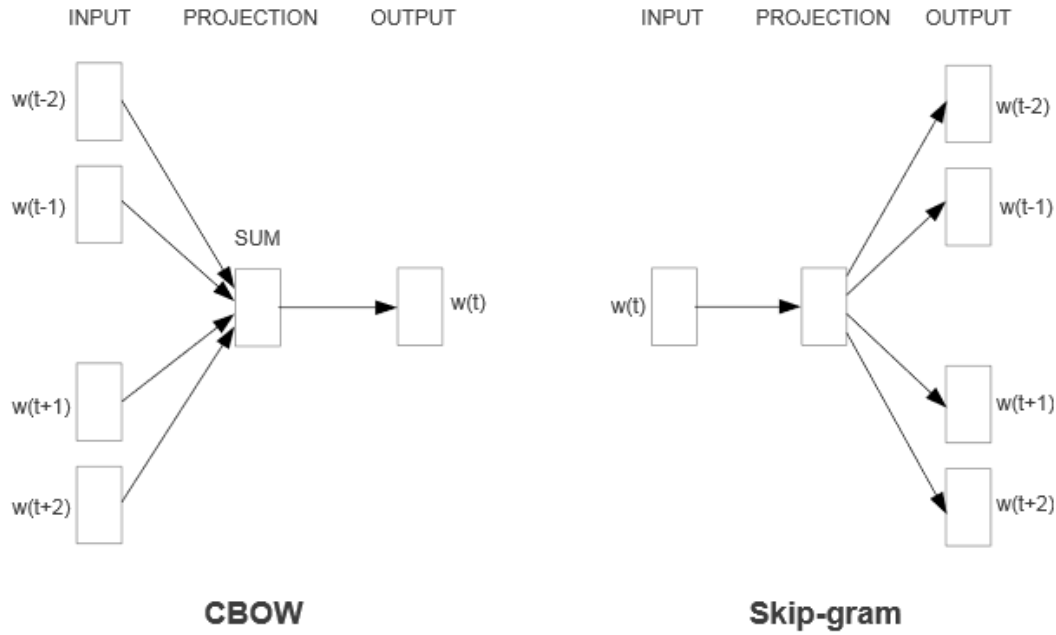 INPUT PROJECTION OUTPUT
w(t-2)
w(t-1)
SUM
w(t)
w(t+1)
w(t+2)
CBOW
INPUT PROJECTION OUTPUT
w(t-2)
w(t-1)
w(t)
w(t+1)
w(t+2)
Skip-gram